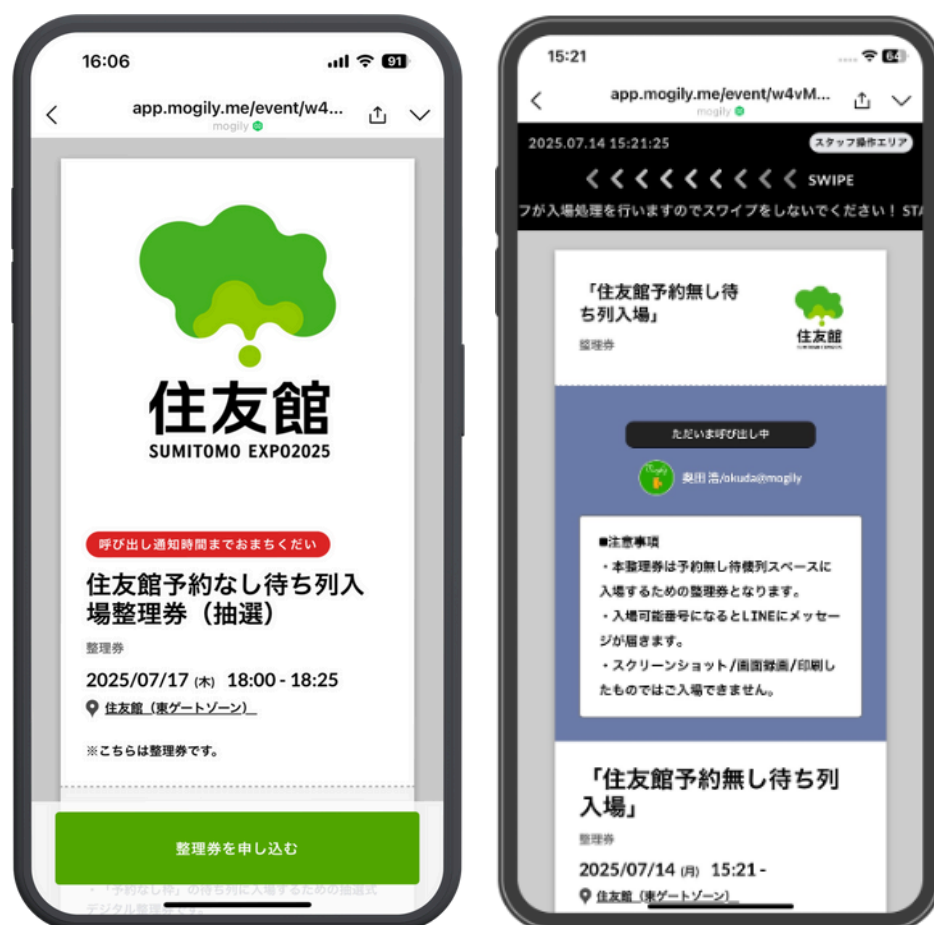 16:06
91
app.mogily.me/event/w4...
mogily
住友館
SUMITOMO EXPO2025
呼び出し通知時間までおまちくだい
住友館予約なし待ち列入
場整理券（抽選）
整理券
2025/07/17 (木) 18:00 - 18:25
住友館（東ゲートゾーン）
※こちらは整理券です。
整理券を申し込む
・「予約なし枠」の待ち列に入場するための抽選式
デジタル整理券です。
15:21
64
app.mogily.me/event/w4vM...
mogily
2025.07.14 15:21:25
スタッフ操作エリア
SWIPE
フが入場処理を行いますのでスワイプをしないでください！ STA
「住友館予約無し待
ち列入場」
整理券
住友館
ただいま呼び出し中
Mogily
奥田 浩/okuda@mogily
■注意事項
・本整理券は予約無し待機列スペースに
入場するための整理券となります。
・入場可能番号になるとLINEにメッセー
ジが届きます。
・スクリーンショット/画面録画/印刷し
たものではご入場できません。
「住友館予約無し待ち列
入場」
整理券
2025/07/14 (月) 15:21 -
住友館（東ゲートゾーン）